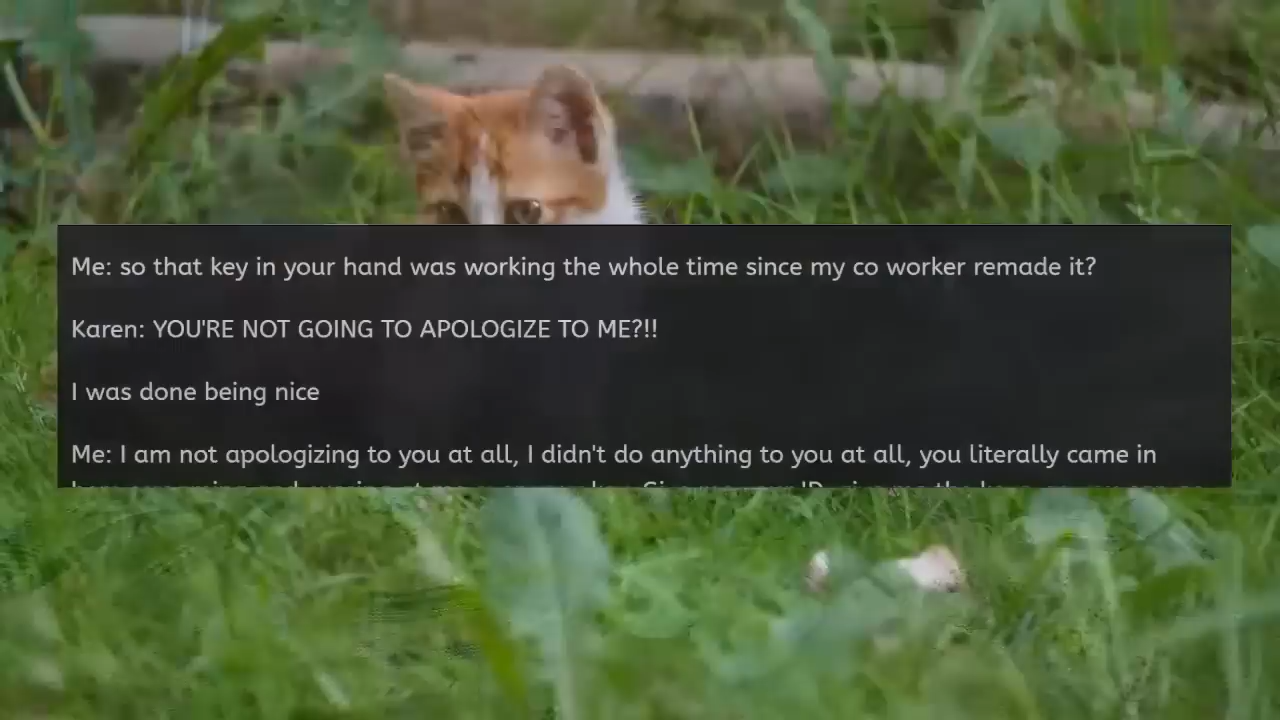 Me: so that key in your hand was working the whole time since my co worker remade it?
Karen: YOU'RE NOT GOING TO APOLOGIZE TO ME?!!
I was done being nice
Me: I am not apologizing to you at all, I didn't do anything to you at all, you literally came in